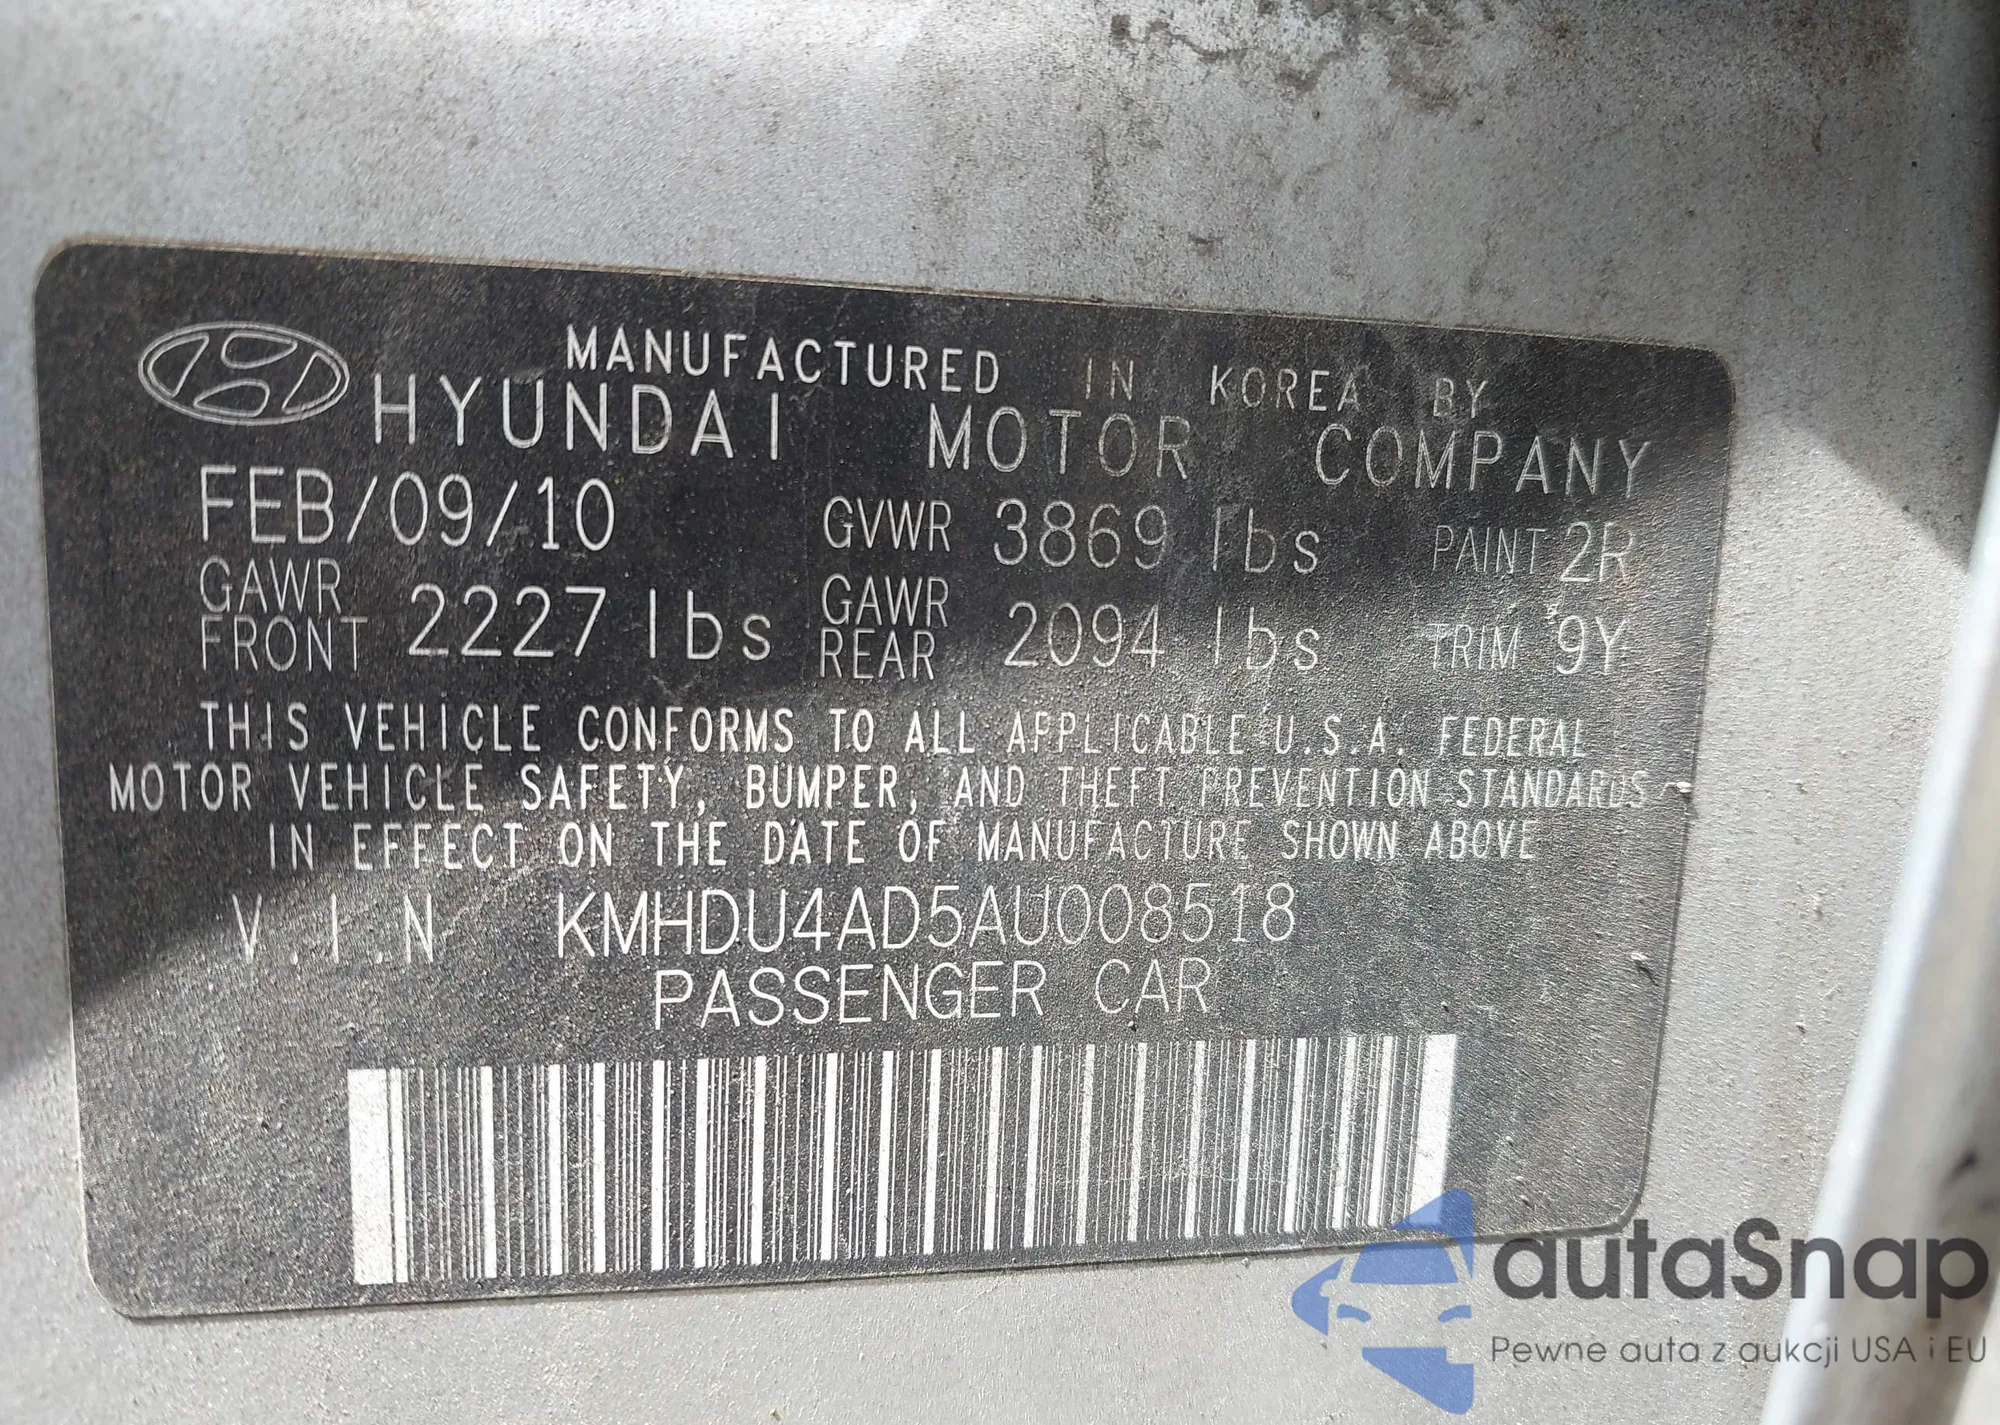 MANUFACTURED IN KOREA BY
HYUNDAI MOTOR COMPANY
FEB/09/10 GVWR 3869 lbs PAINT 2R
GAWR FRONT 2227 lbs GAWR REAR 2094 lbs TRIM 9Y
THIS VEHICLE CONFORMS TO ALL APPLICABLE U.S.A. FEDERAL
MOTOR VEHICLE SAFETY, BUMPER, AND THEFT PREVENTION STANDARDS
IN EFFECT ON THE DATE OF MANUFACTURE SHOWN ABOVE
V.I.N KMHDU4AD5AU008518
PASSENGER CAR
autaSnap
Pewne auta z aukcji USA i EU